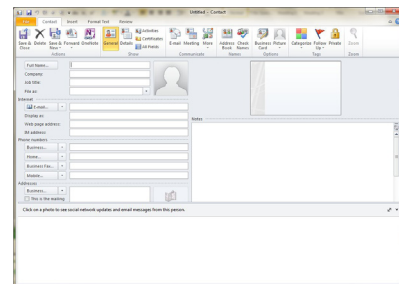 Untitled - Contact
File Contact Insert Format Text Review
Save & Close Delete Save & New Forward OneNote General Details Activities Certificates All Fields E-mail Meeting More Address Book Check Names Business Card Picture Categorize Follow Up Private Zoom
Actions Show Communicate Names Options Tags Zoom
Full Name...
Company:
Job title:
File as:
Internet
E-mail...
Display as:
Web page address:
IM address:
Notes
Phone numbers
Business...
Home...
Business Fax...
Mobile...
Addresses
Business...
This is the mailing
Click on a photo to see social network updates and email messages from this person.